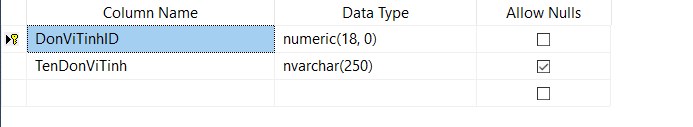 Column Name Data Type Allow Nulls
DonViTinhID numeric(18, 0)
TenDonViTinh nvarchar(250)